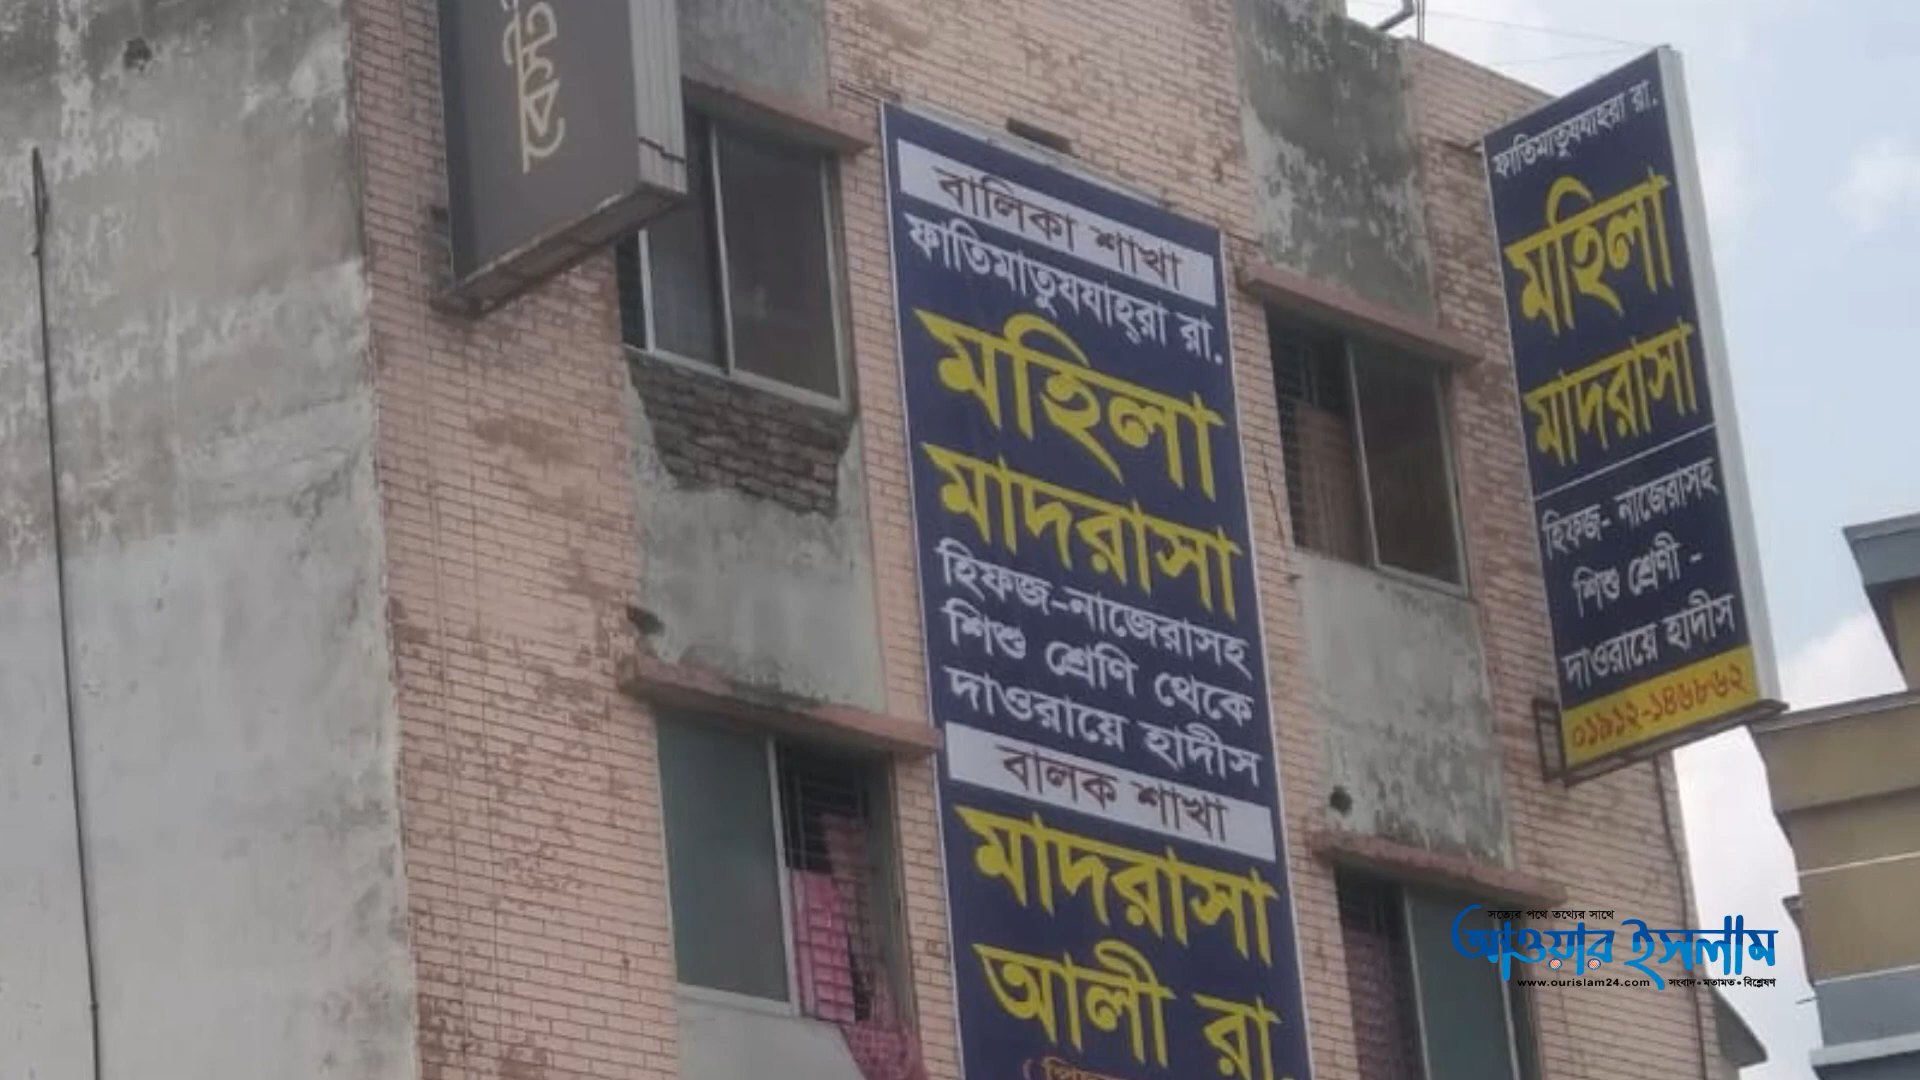 বালিকা শাখা
ফাতিমাতুযযাহ্রা রা.
মহিলা
মাদরাসা
হিফজ-নাজেরাসহ
শিশু শ্রেণি থেকে
দাওরায়ে হাদীস
বালক শাখা
মাদরাসা
আলী রা.
ফাতিমাতুযযাহরা রা.
মহিলা
মাদরাসা
হিফজ- নাজেরাসহ
শিশু শ্রেণী -
দাওরায়ে হাদীস
০১৯১২-১৪৬৮৬২
সত্যের পথে তথ্যের সাথে
আওয়ার ইসলাম
www.ourislam24.com সংবাদ•মতামত•বিশ্লেষণ